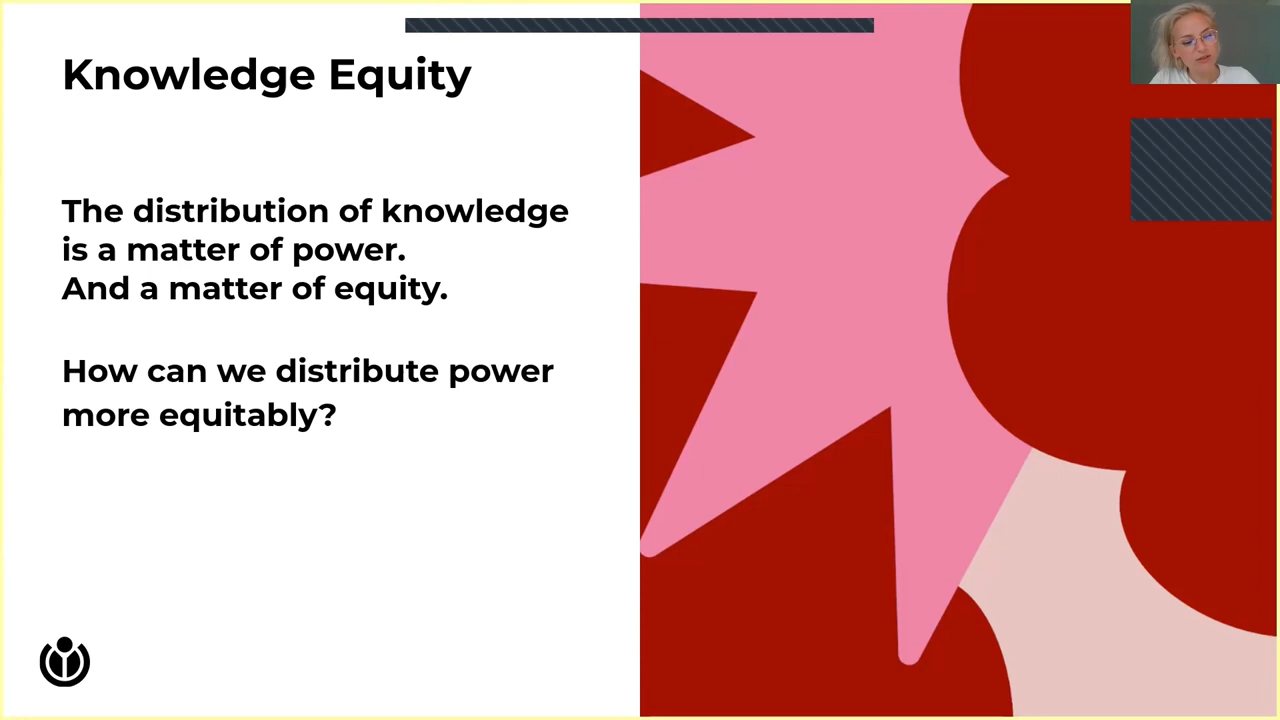 Knowledge Equity
The distribution of knowledge
is a matter of power.
And a matter of equity.
How can we distribute power
more equitably?